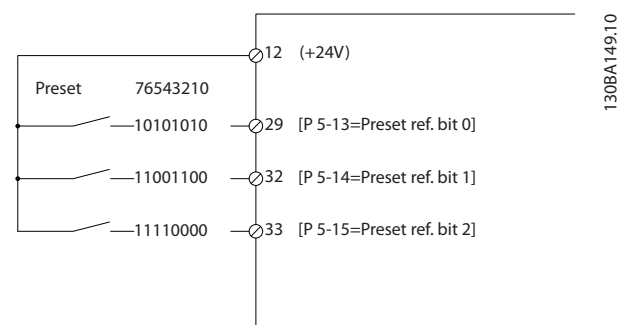 12 (+24V)
Preset 76543210
10101010 29 [P 5-13=Preset ref. bit 0]
11001100 32 [P 5-14=Preset ref. bit 1]
11110000 33 [P 5-15=Preset ref. bit 2]
130BA149.10